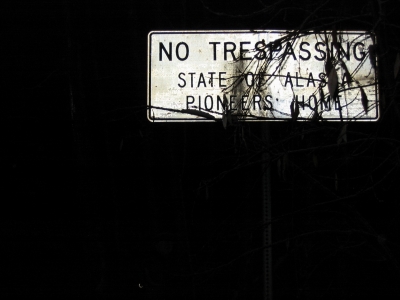 NO TRESPASSING
STATE OF ALASKA
PIONEERS' HOME